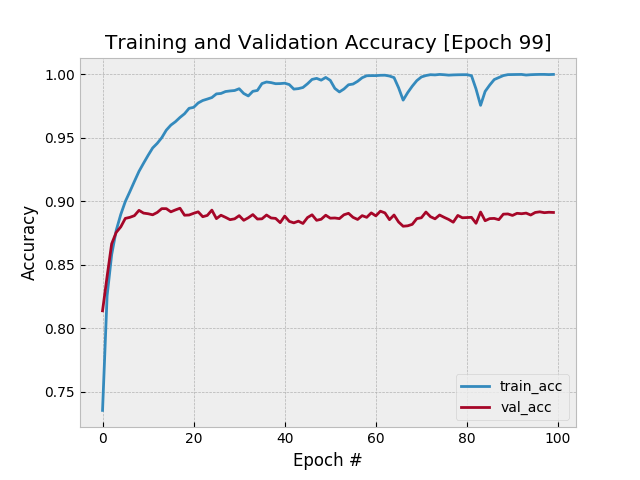 Training and Validation Accuracy [Epoch 99]
1.00
0.95
0.90
0.85
0.80
0.75
Accuracy
train_acc
val_acc
0 20 40 60 80 100
Epoch #